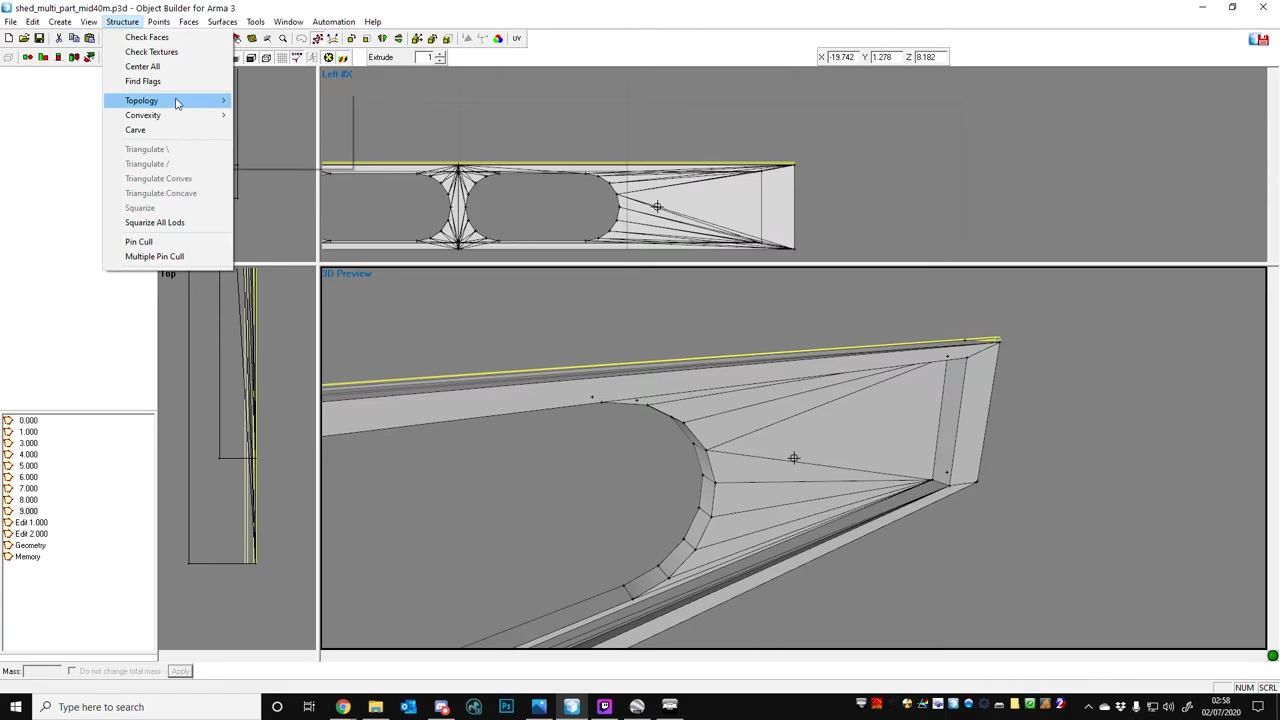 shed_multi_part_mid40m.p3d - Object Builder for Arma 3
File Edit Create View Structure Points Faces Surfaces Tools Window Automation Help
Check Faces
Check Textures
Center All
Find Flags
Topology
Convexity
Carve
Triangulate \
Triangulate /
Triangulate Convex
Triangulate Concave
Squarize
Squarize All Lods
Pin Cull
Multiple Pin Cull
UV
Extrude 1
X -19.742 Y 1.278 Z 8.182
Left #X
Top
3D Preview
0.000
1.000
3.000
4.000
5.000
6.000
7.000
8.000
9.000
Edit 1.000
Edit 2.000
Geometry
Memory
Mass: Do not change total mass Apply
NUM SCRL
Type here to search
02:58
02/07/2020